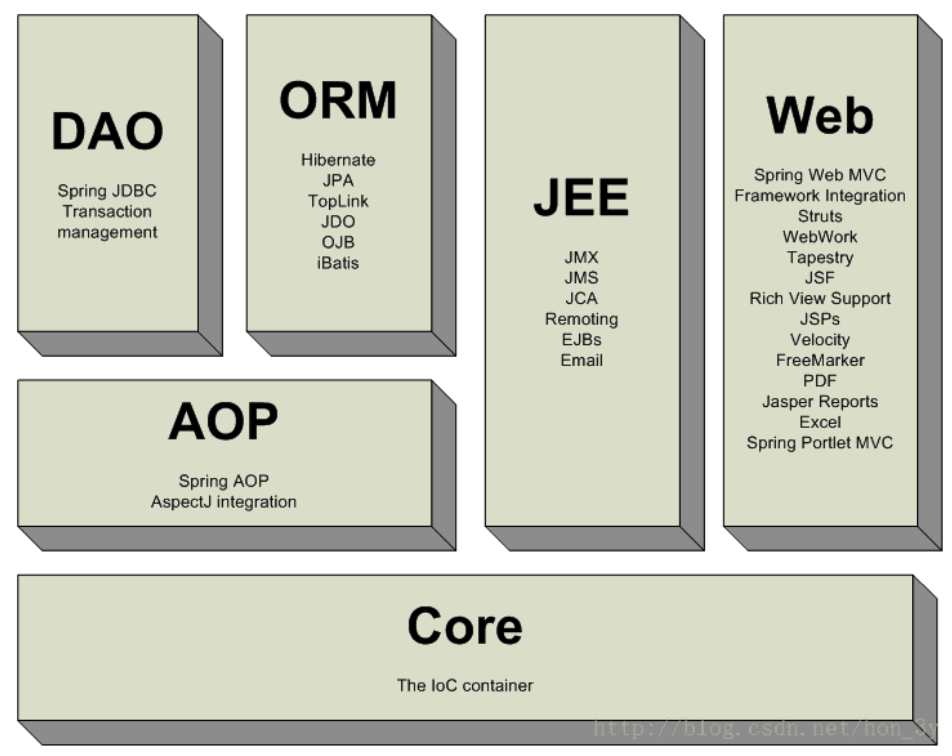 DAO
Spring JDBC
Transaction
management
ORM
Hibernate
JPA
TopLink
JDO
OJB
iBatis
JEE
JMX
JMS
JCA
Remoting
EJBs
Email
Web
Spring Web MVC
Framework Integration
Struts
WebWork
Tapestry
JSF
Rich View Support
JSPs
Velocity
FreeMarker
PDF
Jasper Reports
Excel
Spring Portlet MVC
AOP
Spring AOP
AspectJ integration
Core
The IoC container
http://blog.csdn.net/hon_3y